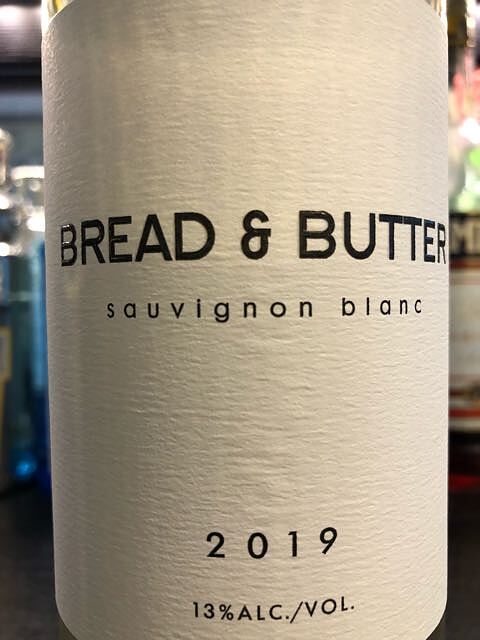 BREAD & BUTTER
sauvignon blanc
2019
13%ALC./VOL.